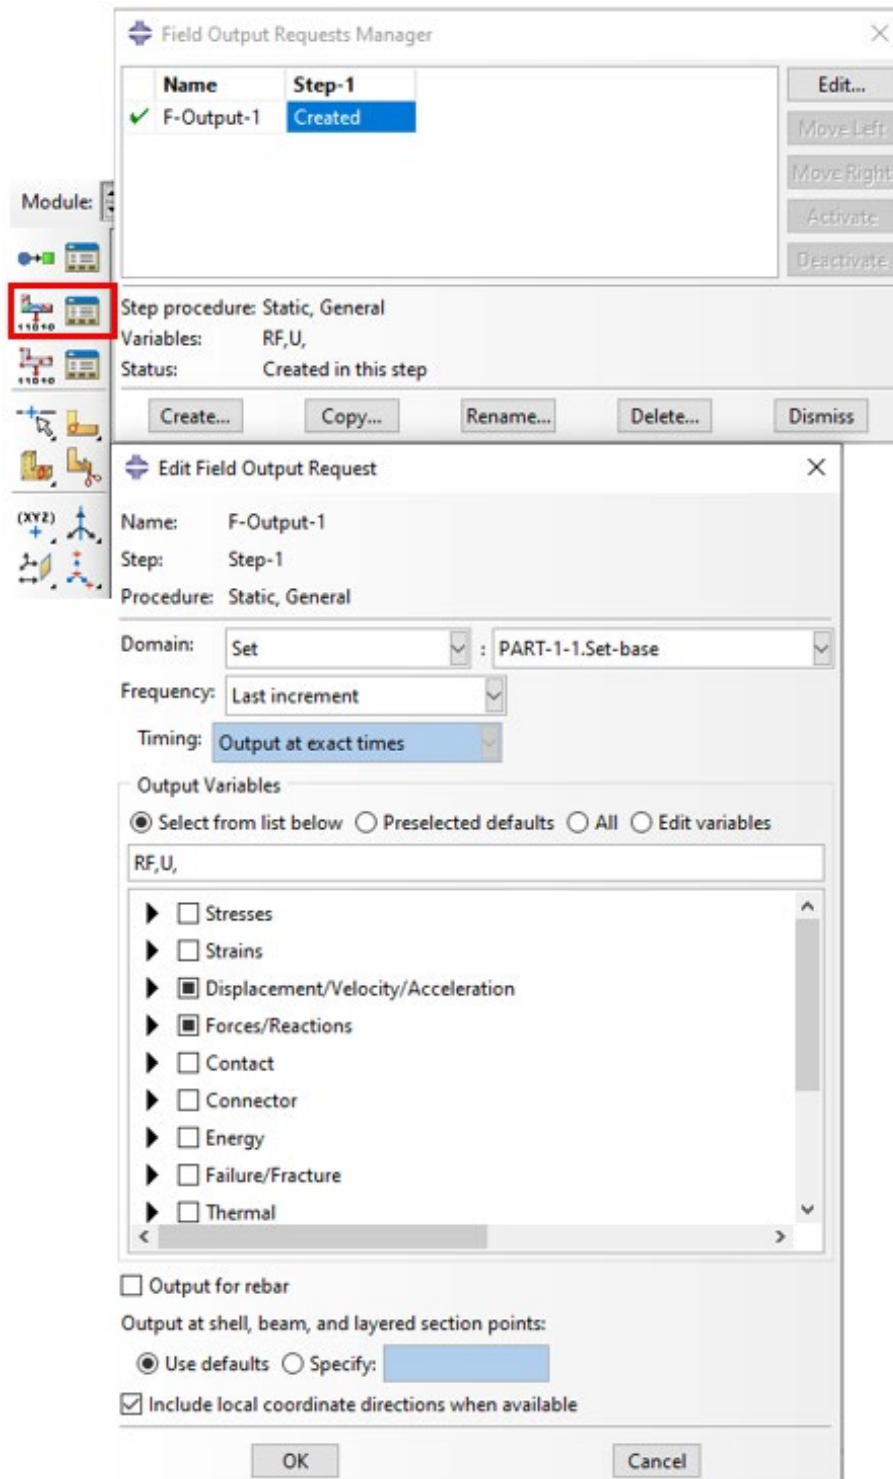 Field Output Requests Manager
Name Step-1
F-Output-1 Created
Edit...
Move Left
Move Right
Activate
Deactivate
Module:
11010
11010
(XYZ)
Step procedure: Static, General
Variables: RF,U,
Status: Created in this step
Create... Copy... Rename... Delete... Dismiss
Edit Field Output Request
Name: F-Output-1
Step: Step-1
Procedure: Static, General
Domain: Set : PART-1-1.Set-base
Frequency: Last increment
Timing: Output at exact times
Output Variables
Select from list below Preselected defaults All Edit variables
RF,U,
Stresses
Strains
Displacement/Velocity/Acceleration
Forces/Reactions
Contact
Connector
Energy
Failure/Fracture
Thermal
Output for rebar
Output at shell, beam, and layered section points:
Use defaults Specify:
Include local coordinate directions when available
OK Cancel